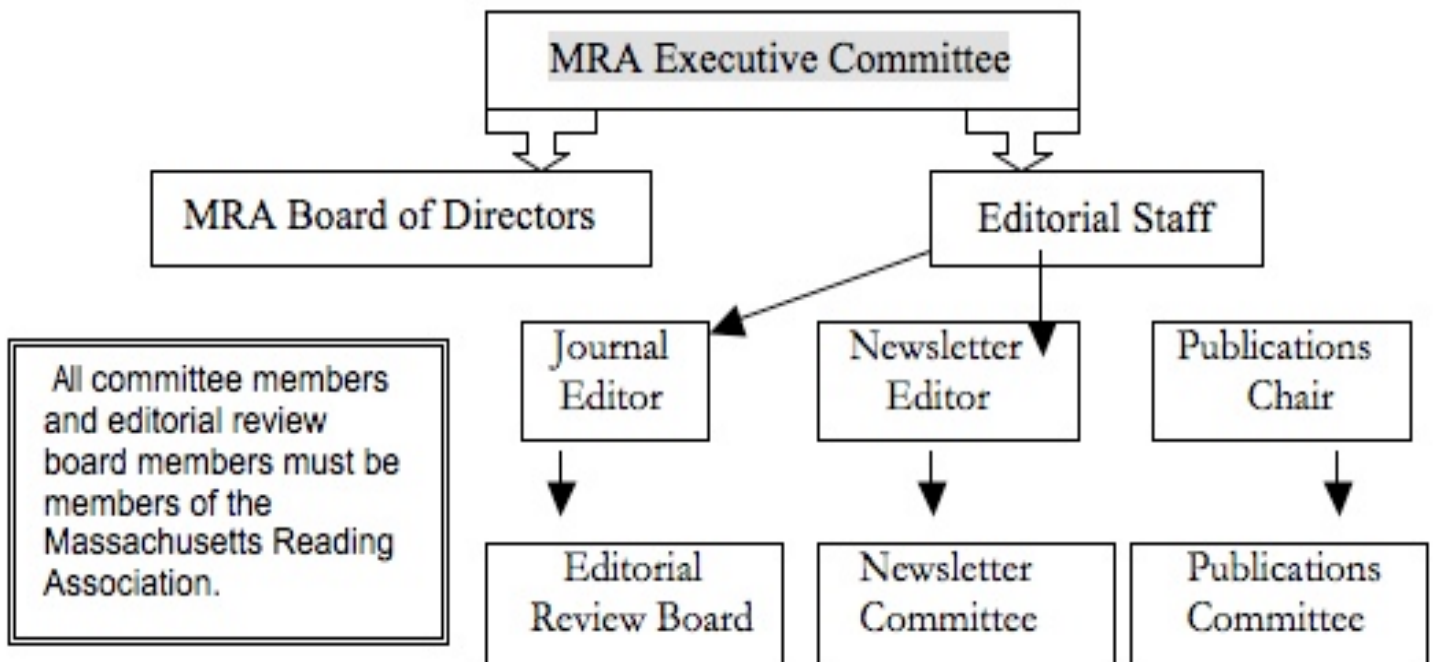 MRA Executive Committee
MRA Board of Directors
Editorial Staff
Journal
Editor
Newsletter
Editor
Publications
Chair
All committee members
and editorial review
board members must be
members of the
Massachusetts Reading
Association.
Editorial
Review Board
Newsletter
Committee
Publications
Committee